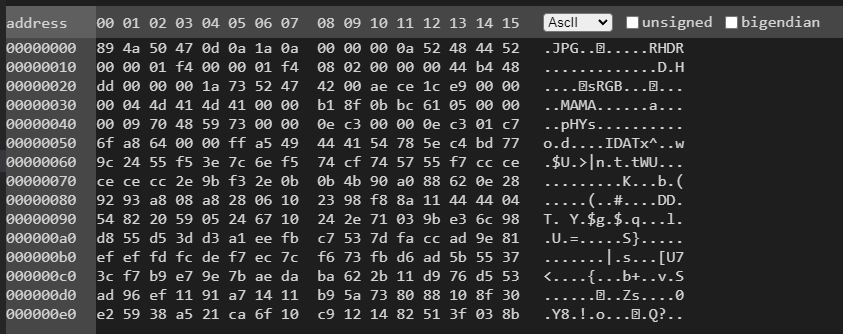 address 00 01 02 03 04 05 06 07 08 09 10 11 12 13 14 15 AscII unsigned bigendian
00000000 89 4a 50 47 0d 0a 1a 0a 00 00 00 0a 52 48 44 52 .JPG..⍰.....RHDR
00000010 00 00 01 f4 00 00 01 f4 08 02 00 00 00 44 b4 48 .............D.H
00000020 dd 00 00 00 1a 73 52 47 42 00 ae ce 1c e9 00 00 ....⍰sRGB...⍰...
00000030 00 04 4d 41 4d 41 00 00 b1 8f 0b bc 61 05 00 00 ..MAMA......a...
00000040 00 09 70 48 59 73 00 00 0e c3 00 00 0e c3 01 c7 ..pHYs..........
00000050 6f a8 64 00 00 ff a5 49 44 41 54 78 5e c4 bd 77 o.d....IDATx^..w
00000060 9c 24 55 f5 3e 7c 6e f5 74 cf 74 57 55 f7 cc ce .$U.>|n.t.tWU...
00000070 ce ce cc 2e 9b f3 2e 0b 0b 4b 90 a0 88 62 0e 28 .........K...b.(
00000080 92 93 a8 08 a8 28 06 10 23 98 f8 8a 11 44 44 04 .....(..#....DD.
00000090 54 82 20 59 05 24 67 10 24 2e 71 03 9b e3 6c 98 T. Y.$g.$.q...l.
000000a0 d8 55 d5 3d d3 a1 ee fb c7 53 7d fa cc ad 9e 81 .U.=.....S}.....
000000b0 ef ef fd fc de f7 ec 7c f6 73 fb d6 ad 5b 55 37 .......|.s...[U7
000000c0 3c f7 b9 e7 9e 7b ae da ba 62 2b 11 d9 76 d5 53 <....{...b+..v.S
000000d0 ad 96 ef 11 91 a7 14 11 b9 5a 73 80 88 10 8f 30 ......⍰..Zs....0
000000e0 e2 59 38 a5 21 ca 6f 10 c9 12 14 82 51 3f 03 8b .Y8.!.o...⍰.Q?..